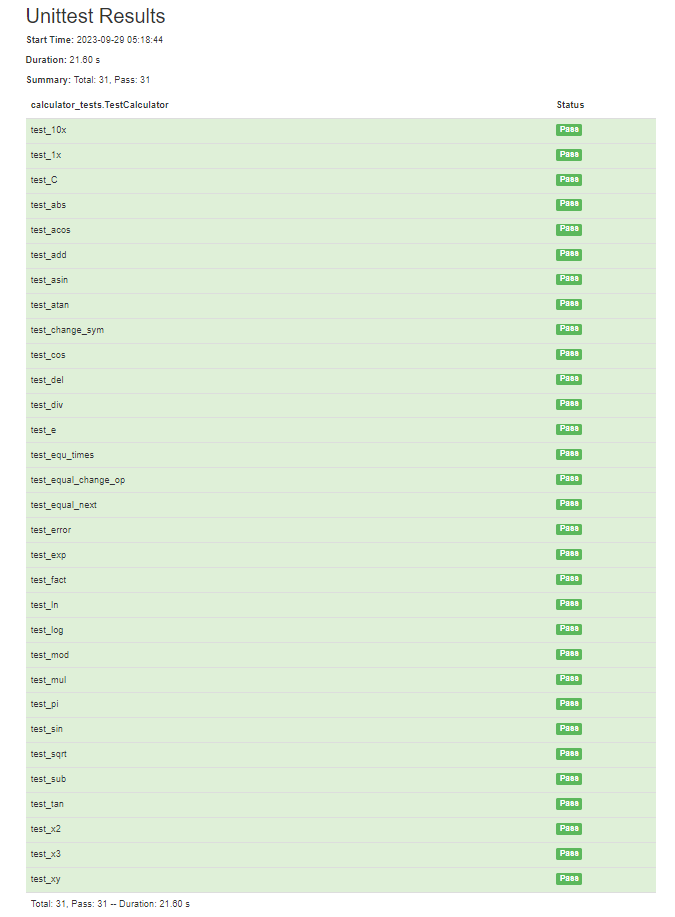 Unittest Results
Start Time: 2023-09-29 05:18:44
Duration: 21.60 s
Summary: Total: 31, Pass: 31
calculator_tests.TestCalculator Status
test_10x Pass
test_1x Pass
test_C Pass
test_abs Pass
test_acos Pass
test_add Pass
test_asin Pass
test_atan Pass
test_change_sym Pass
test_cos Pass
test_del Pass
test_div Pass
test_e Pass
test_equ_times Pass
test_equal_change_op Pass
test_equal_next Pass
test_error Pass
test_exp Pass
test_fact Pass
test_ln Pass
test_log Pass
test_mod Pass
test_mul Pass
test_pi Pass
test_sin Pass
test_sqrt Pass
test_sub Pass
test_tan Pass
test_x2 Pass
test_x3 Pass
test_xy Pass
Total: 31, Pass: 31 -- Duration: 21.60 s